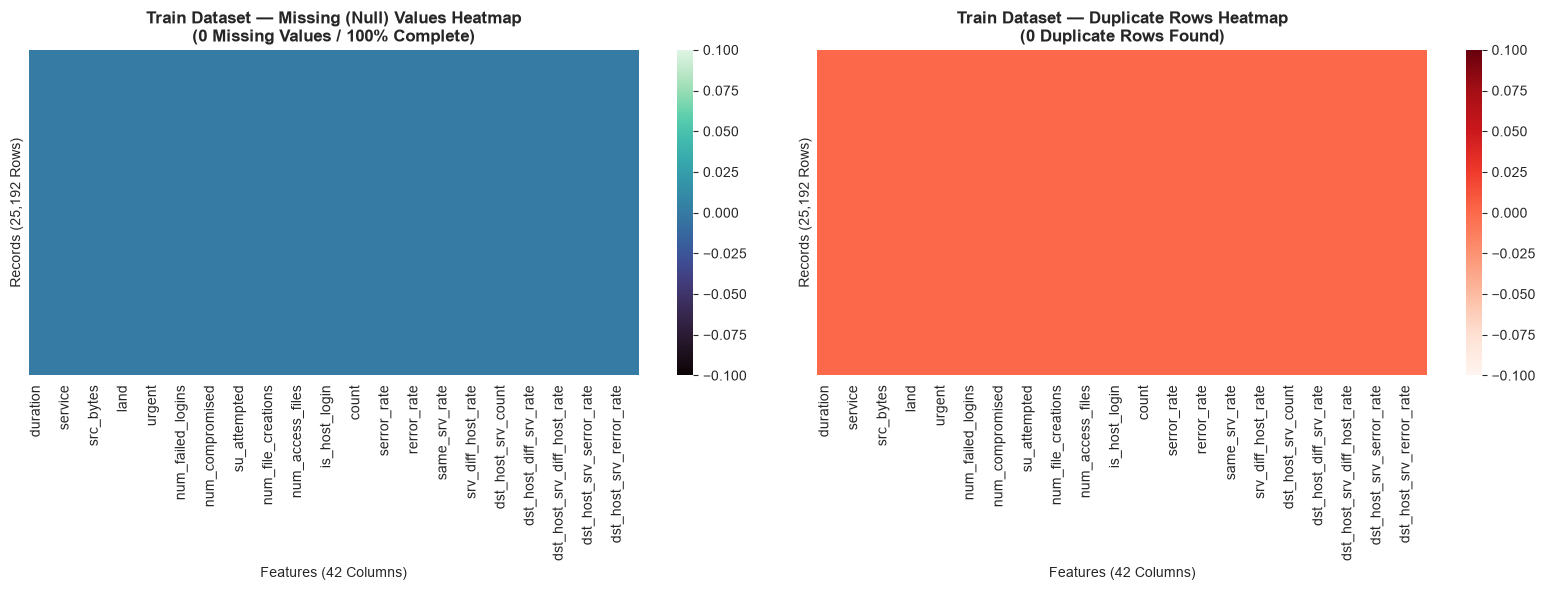 Train Dataset — Missing (Null) Values Heatmap
(0 Missing Values / 100% Complete)
Records (25,192 Rows)
0.100
0.075
0.050
0.025
0.000
−0.025
−0.050
−0.075
−0.100
duration
service
src_bytes
land
urgent
num_failed_logins
num_compromised
su_attempted
num_file_creations
num_access_files
is_host_login
count
serror_rate
rerror_rate
same_srv_rate
srv_diff_host_rate
dst_host_srv_count
dst_host_diff_srv_rate
dst_host_srv_diff_host_rate
dst_host_srv_serror_rate
dst_host_srv_rerror_rate
Features (42 Columns)
Train Dataset — Duplicate Rows Heatmap
(0 Duplicate Rows Found)
Records (25,192 Rows)
0.100
0.075
0.050
0.025
0.000
−0.025
−0.050
−0.075
−0.100
duration
service
src_bytes
land
urgent
num_failed_logins
num_compromised
su_attempted
num_file_creations
num_access_files
is_host_login
count
serror_rate
rerror_rate
same_srv_rate
srv_diff_host_rate
dst_host_srv_count
dst_host_diff_srv_rate
dst_host_srv_diff_host_rate
dst_host_srv_serror_rate
dst_host_srv_rerror_rate
Features (42 Columns)